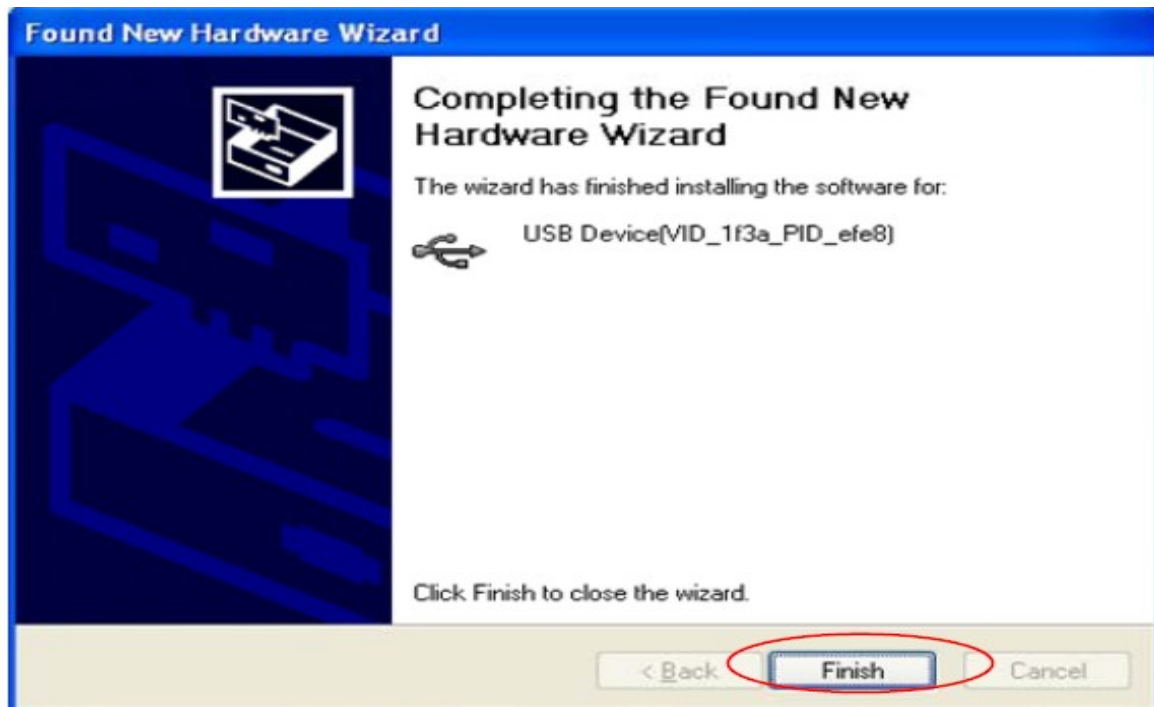 Found New Hardware Wizard
Completing the Found New
Hardware Wizard
The wizard has finished installing the software for:
USB Device(VID_1f3a_PID_efe8)
Click Finish to close the wizard.
< Back
Finish
Cancel